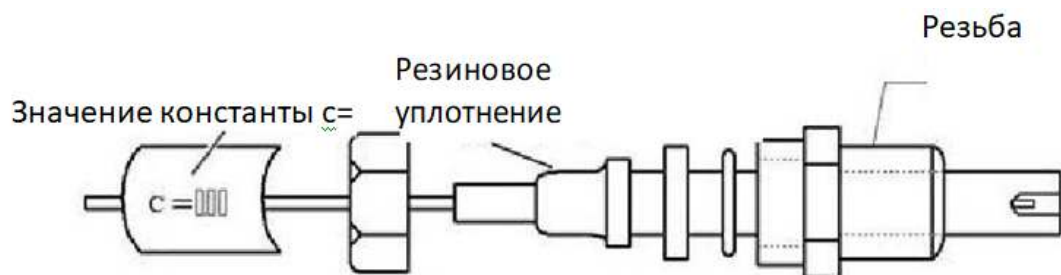 Резьба
Резиновое
уплотнение
Значение константы с=
С =